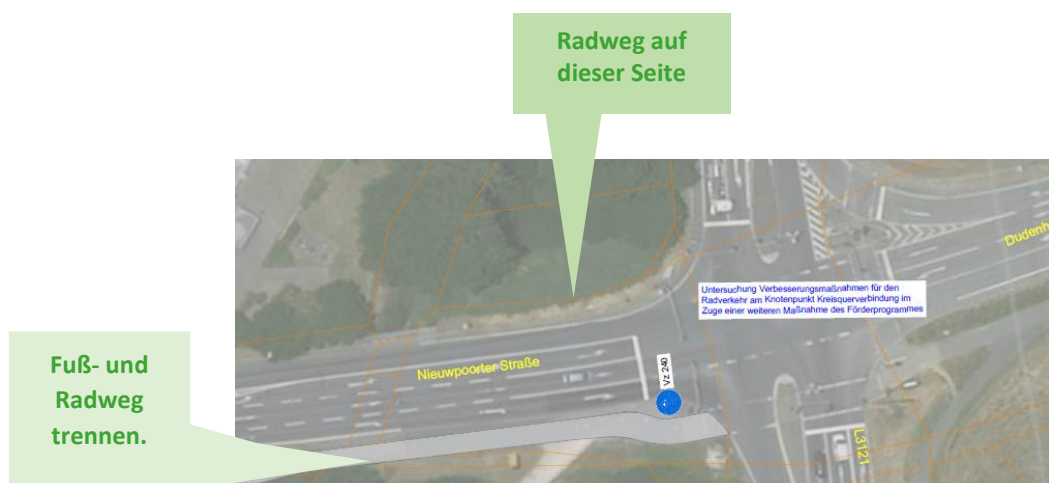 Radweg auf
dieser Seite
Dudenh
Untersuchung Verbesserungsmaßnahmen für den
Radverkehr am Knotenpunkt Kreisquerverbindung im
Zuge einer weiteren Maßnahme des Förderprogrammes
Fuß- und
Radweg
trennen.
Nieuwpoorter Straße
Vz 240
L3121